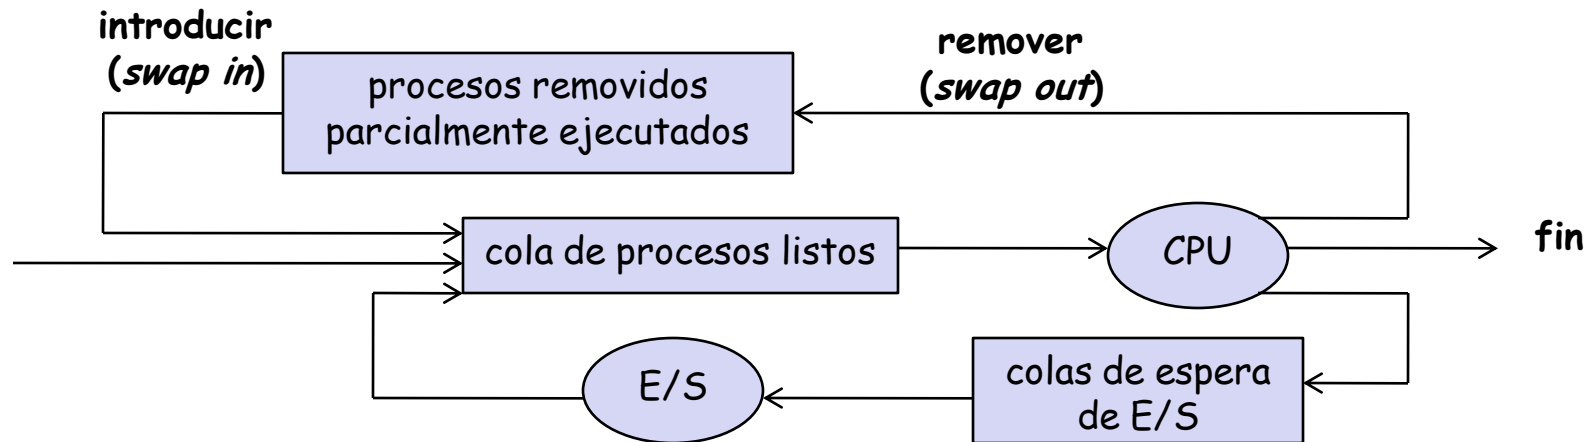 introducir
(swap in)
procesos removidos
parcialmente ejecutados
remover
(swap out)
cola de procesos listos
CPU
fin
E/S
colas de espera
de E/S